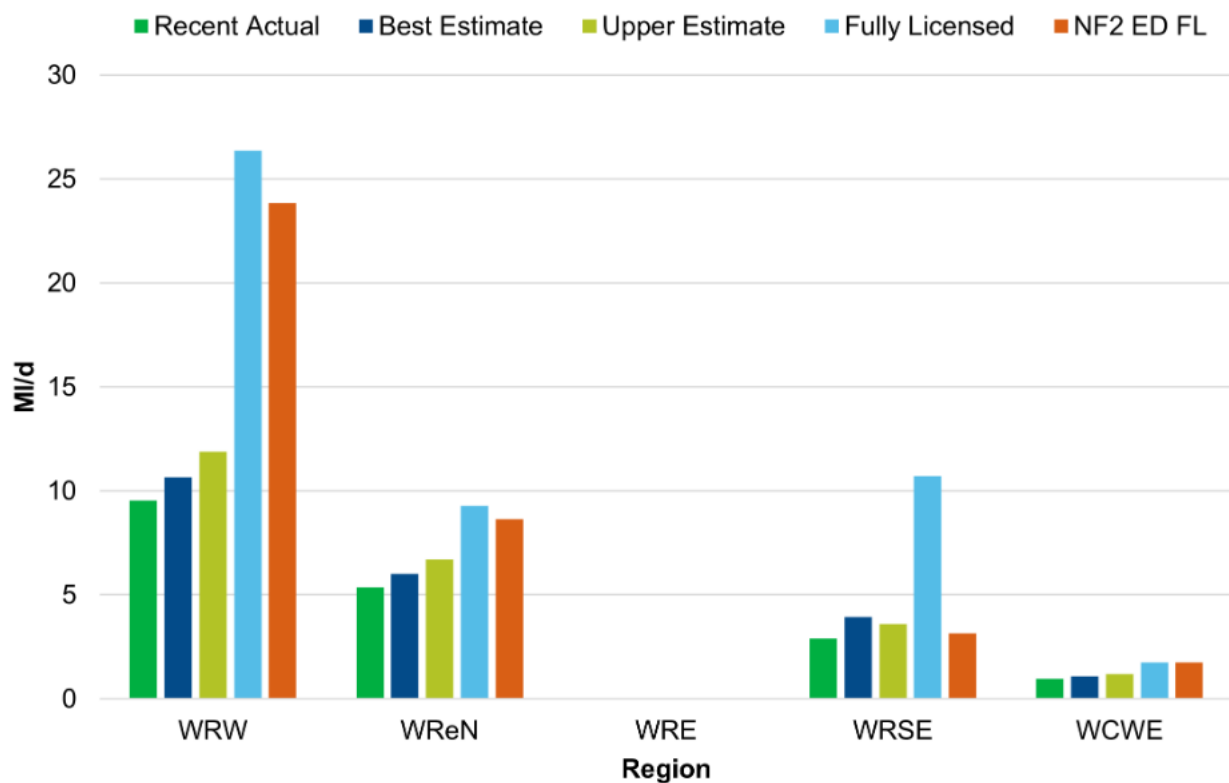 Recent Actual Best Estimate Upper Estimate Fully Licensed NF2 ED FL
30
25
20
15
10
5
0
Ml/d
WRW WReN WRE WRSE WCWE
Region